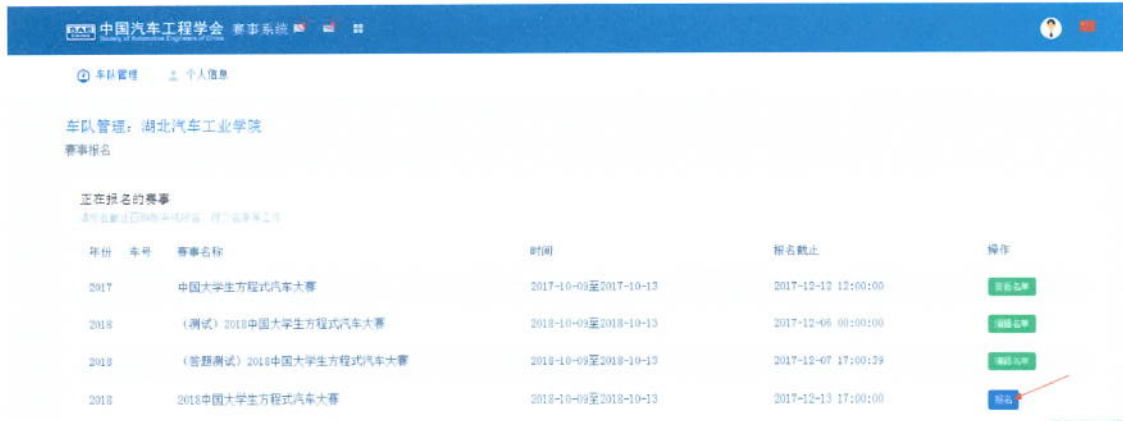 中国汽车工程学会 赛事系统
Society of Automotive Engineers of China
车队管理 个人信息
车队管理：湖北汽车工业学院
赛事报名
正在报名的赛事
年份 车号 赛事名称 时间 报名截止 操作
2017 中国大学生方程式汽车大赛 2017-10-09至2017-10-13 2017-12-12 12:00:00 查看名单
2018 （测试）2018中国大学生方程式汽车大赛 2018-10-09至2018-10-13 2017-12-06 00:00:00 编辑名单
2018 （答题测试）2018中国大学生方程式汽车大赛 2018-10-09至2018-10-13 2017-12-07 17:00:39 编辑名单
2018 2018中国大学生方程式汽车大赛 2018-10-09至2018-10-13 2017-12-13 17:00:00 报名